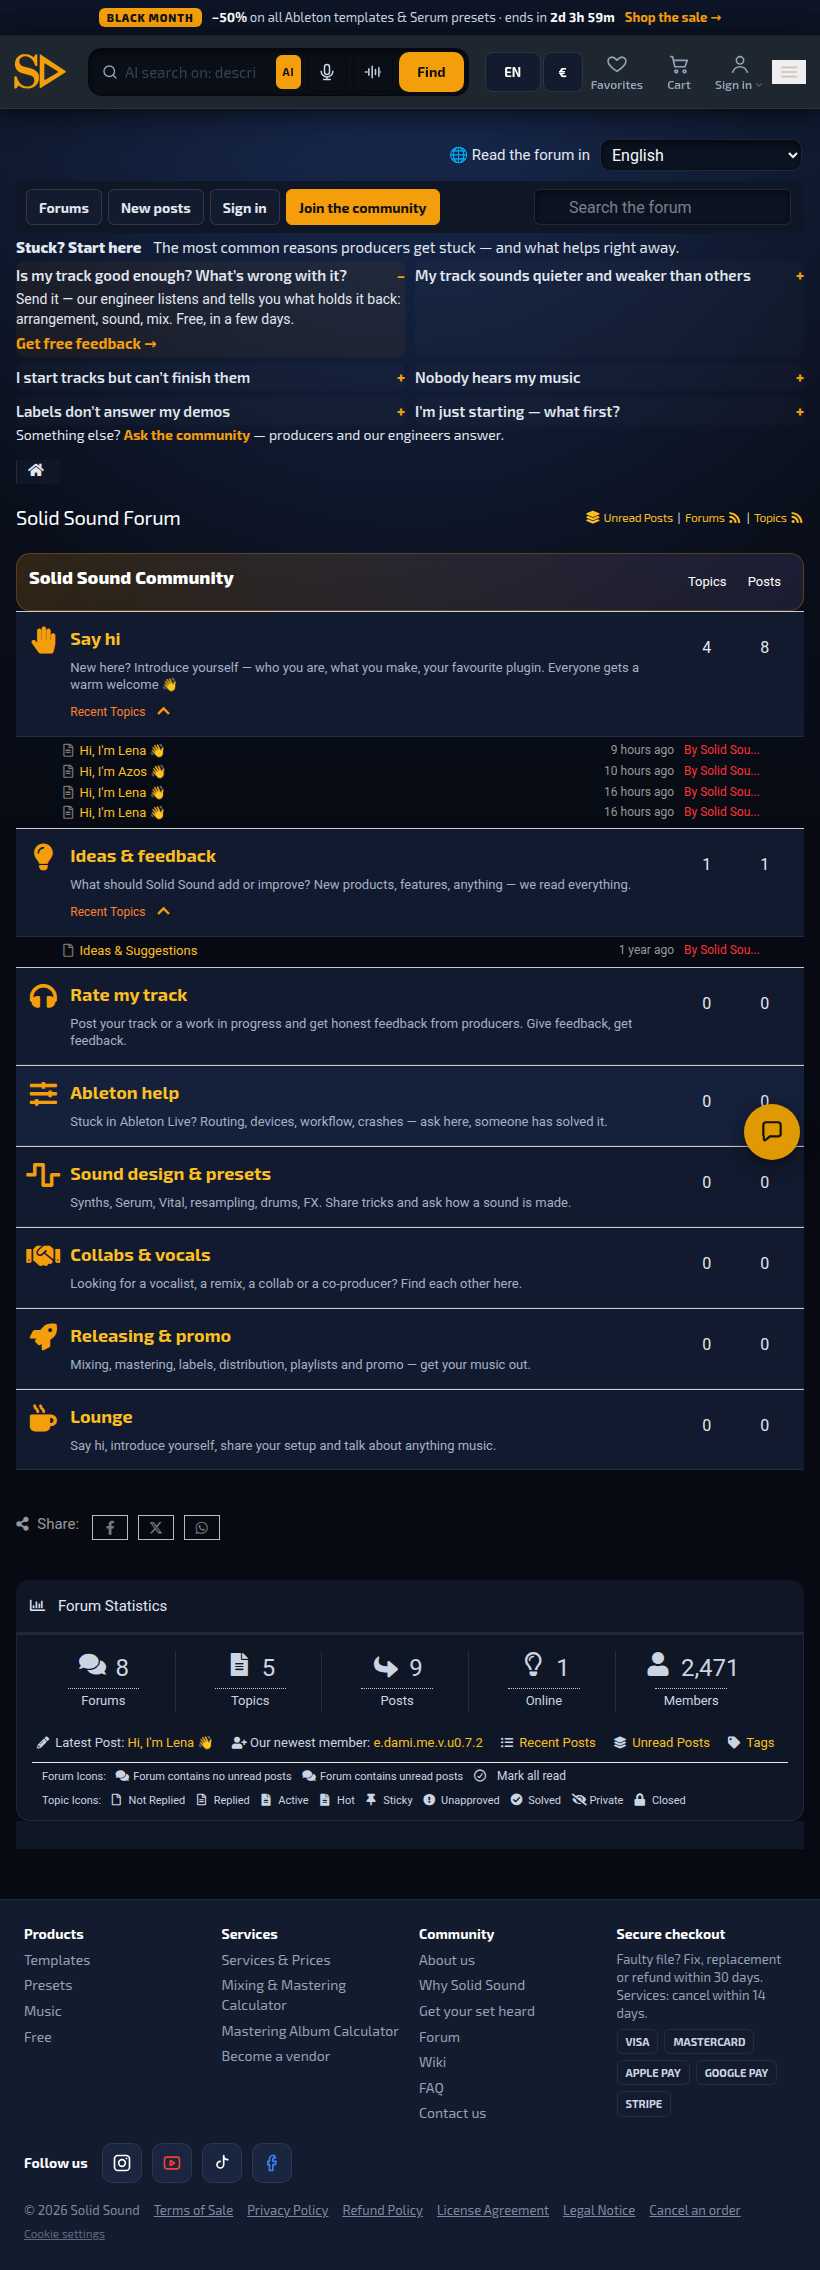 BLACK MONTH –50% on all Ableton templates & Serum presets · ends in 2d 3h 59m Shop the sale →
AI search on: descri AI Find EN € Favorites Cart Sign in
🌐 Read the forum in English
Forums New posts Sign in Join the community Search the forum
Stuck? Start here The most common reasons producers get stuck — and what helps right away.
Is my track good enough? What's wrong with it? –
Send it — our engineer listens and tells you what holds it back:
arrangement, sound, mix. Free, in a few days.
Get free feedback →
My track sounds quieter and weaker than others +
I start tracks but can't finish them +
Nobody hears my music +
Labels don't answer my demos +
I'm just starting — what first? +
Something else? Ask the community — producers and our engineers answer.
Solid Sound Forum
Unread Posts | Forums | Topics
Solid Sound Community Topics Posts
Say hi 4 8
New here? Introduce yourself — who you are, what you make, your favourite plugin. Everyone gets a
warm welcome 👋
Recent Topics
Hi, I'm Lena 👋 9 hours ago By Solid Sou...
Hi, I'm Azos 👋 10 hours ago By Solid Sou...
Hi, I'm Lena 👋 16 hours ago By Solid Sou...
Hi, I'm Lena 👋 16 hours ago By Solid Sou...
Ideas & feedback 1 1
What should Solid Sound add or improve? New products, features, anything — we read everything.
Recent Topics
Ideas & Suggestions 1 year ago By Solid Sou...
Rate my track 0 0
Post your track or a work in progress and get honest feedback from producers. Give feedback, get
feedback.
Ableton help 0 0
Stuck in Ableton Live? Routing, devices, workflow, crashes — ask here, someone has solved it.
Sound design & presets 0 0
Synths, Serum, Vital, resampling, drums, FX. Share tricks and ask how a sound is made.
Collabs & vocals 0 0
Looking for a vocalist, a remix, a collab or a co-producer? Find each other here.
Releasing & promo 0 0
Mixing, mastering, labels, distribution, playlists and promo — get your music out.
Lounge 0 0
Say hi, introduce yourself, share your setup and talk about anything music.
Share:
Forum Statistics
8 5 9 1 2,471
Forums Topics Posts Online Members
Latest Post: Hi, I'm Lena 👋 Our newest member: e.dami.me.v.u0.7.2 Recent Posts Unread Posts Tags
Forum Icons: Forum contains no unread posts Forum contains unread posts Mark all read
Topic Icons: Not Replied Replied Active Hot Sticky Unapproved Solved Private Closed
Products
Templates
Presets
Music
Free
Services
Services & Prices
Mixing & Mastering
Calculator
Mastering Album Calculator
Become a vendor
Community
About us
Why Solid Sound
Get your set heard
Forum
Wiki
FAQ
Contact us
Secure checkout
Faulty file? Fix, replacement
or refund within 30 days.
Services: cancel within 14
days.
VISA MASTERCARD
APPLE PAY GOOGLE PAY
STRIPE
Follow us
© 2026 Solid Sound Terms of Sale Privacy Policy Refund Policy License Agreement Legal Notice Cancel an order
Cookie settings